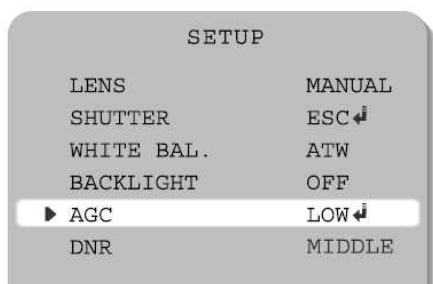 SETUP
LENS MANUAL
SHUTTER ESC↲
WHITE BAL. ATW
BACKLIGHT OFF
▶ AGC LOW↲
DNR MIDDLE